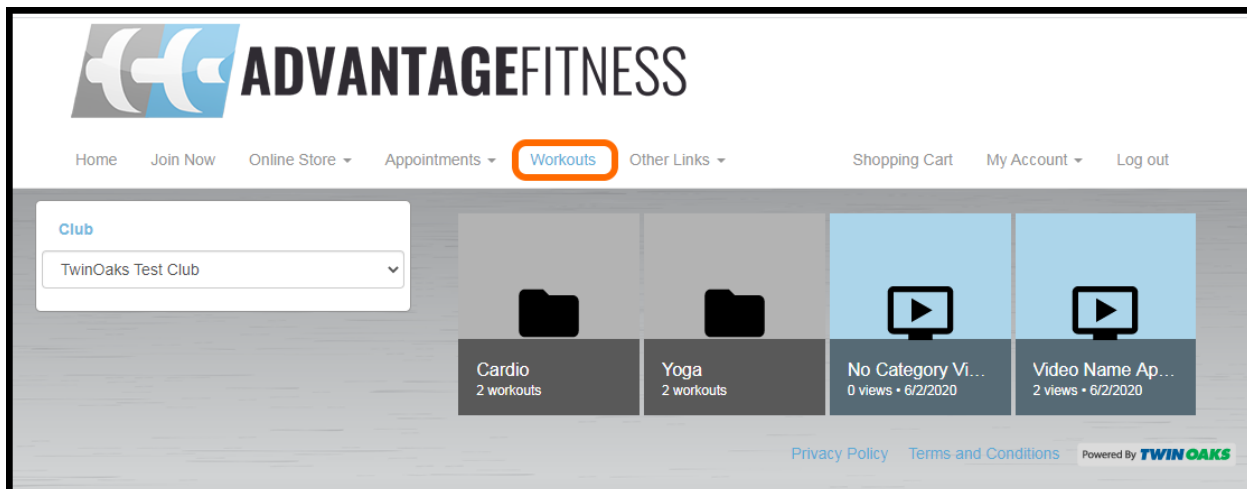 ADVANTAGEFITNESS
Home Join Now Online Store Appointments Workouts Other Links Shopping Cart My Account Log out
Club
TwinOaks Test Club
Cardio
2 workouts
Yoga
2 workouts
No Category Vi...
0 views • 6/2/2020
Video Name Ap...
2 views • 6/2/2020
Privacy Policy Terms and Conditions Powered By TWIN OAKS